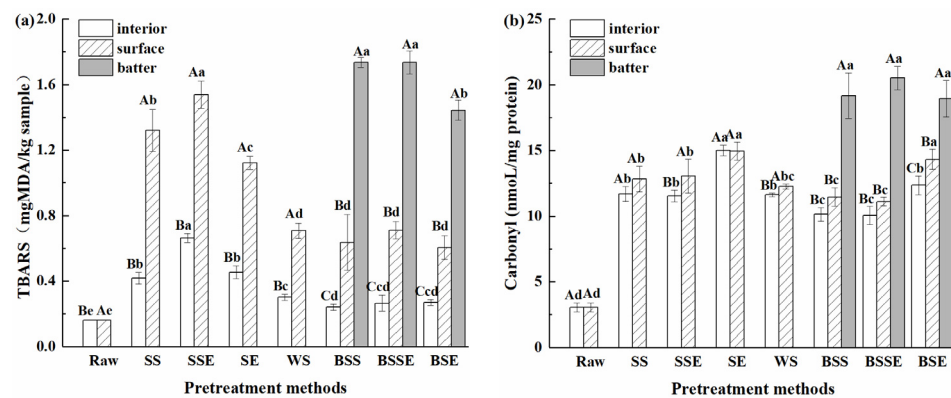 (a)
2.0
1.6
1.2
0.8
0.4
0.0
TBARS（mgMDA/kg sample）
interior
surface
batter
Be Ae
Bb
Ab
Ba
Aa
Bb
Ac
Bc
Ad
Cd
Bd
Aa
Ccd
Bd
Aa
Ccd
Bd
Ab
Raw SS SSE SE WS BSS BSSE BSE
Pretreatment methods
(b)
25
20
15
10
5
0
Carbonyl (nmoL/mg protein)
interior
surface
batter
Ad Ad
Ab
Ab
Bb
Ab
Aa Aa
Bb
Abc
Bc
Bc
Aa
Bc
Bc
Aa
Cb
Ba
Aa
Raw SS SSE SE WS BSS BSSE BSE
Pretreatment methods